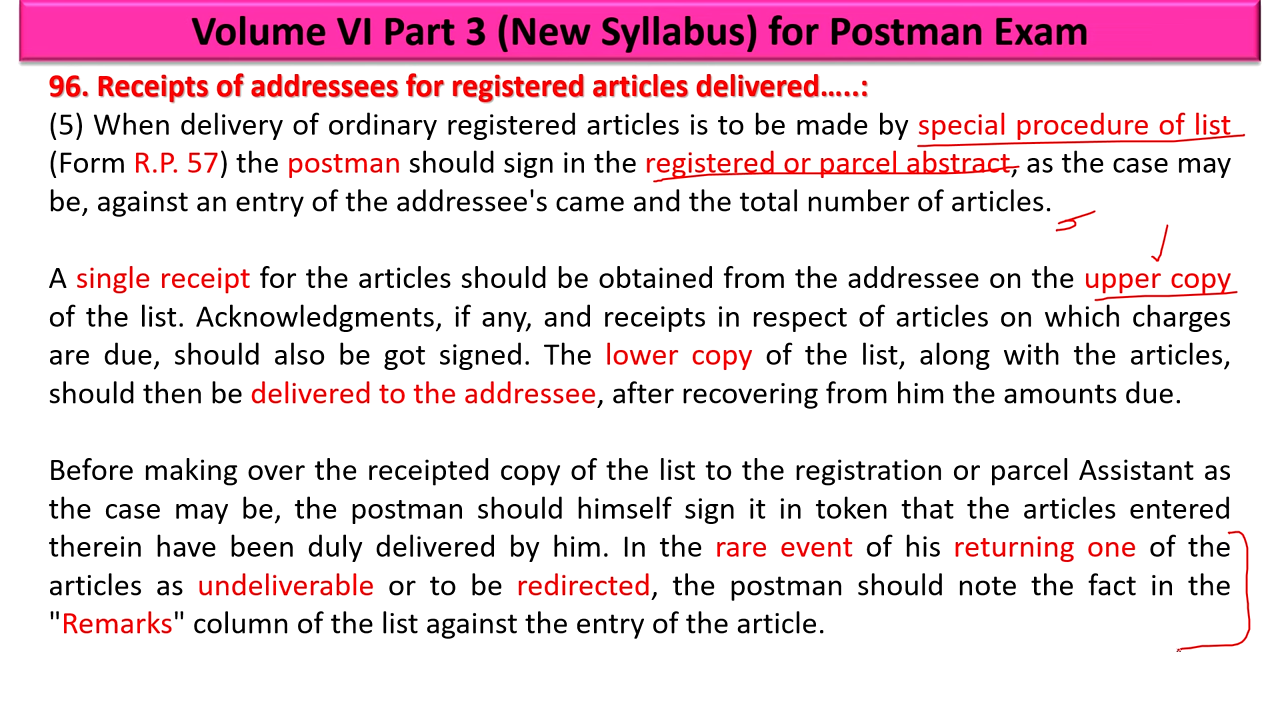 Volume VI Part 3 (New Syllabus) for Postman Exam
96. Receipts of addressees for registered articles delivered.....:
(5) When delivery of ordinary registered articles is to be made by special procedure of list
(Form R.P. 57) the postman should sign in the registered or parcel abstract, as the case may
be, against an entry of the addressee's came and the total number of articles.
A single receipt for the articles should be obtained from the addressee on the upper copy
of the list. Acknowledgments, if any, and receipts in respect of articles on which charges
are due, should also be got signed. The lower copy of the list, along with the articles,
should then be delivered to the addressee, after recovering from him the amounts due.
Before making over the receipted copy of the list to the registration or parcel Assistant as
the case may be, the postman should himself sign it in token that the articles entered
therein have been duly delivered by him. In the rare event of his returning one of the
articles as undeliverable or to be redirected, the postman should note the fact in the
"Remarks" column of the list against the entry of the article.